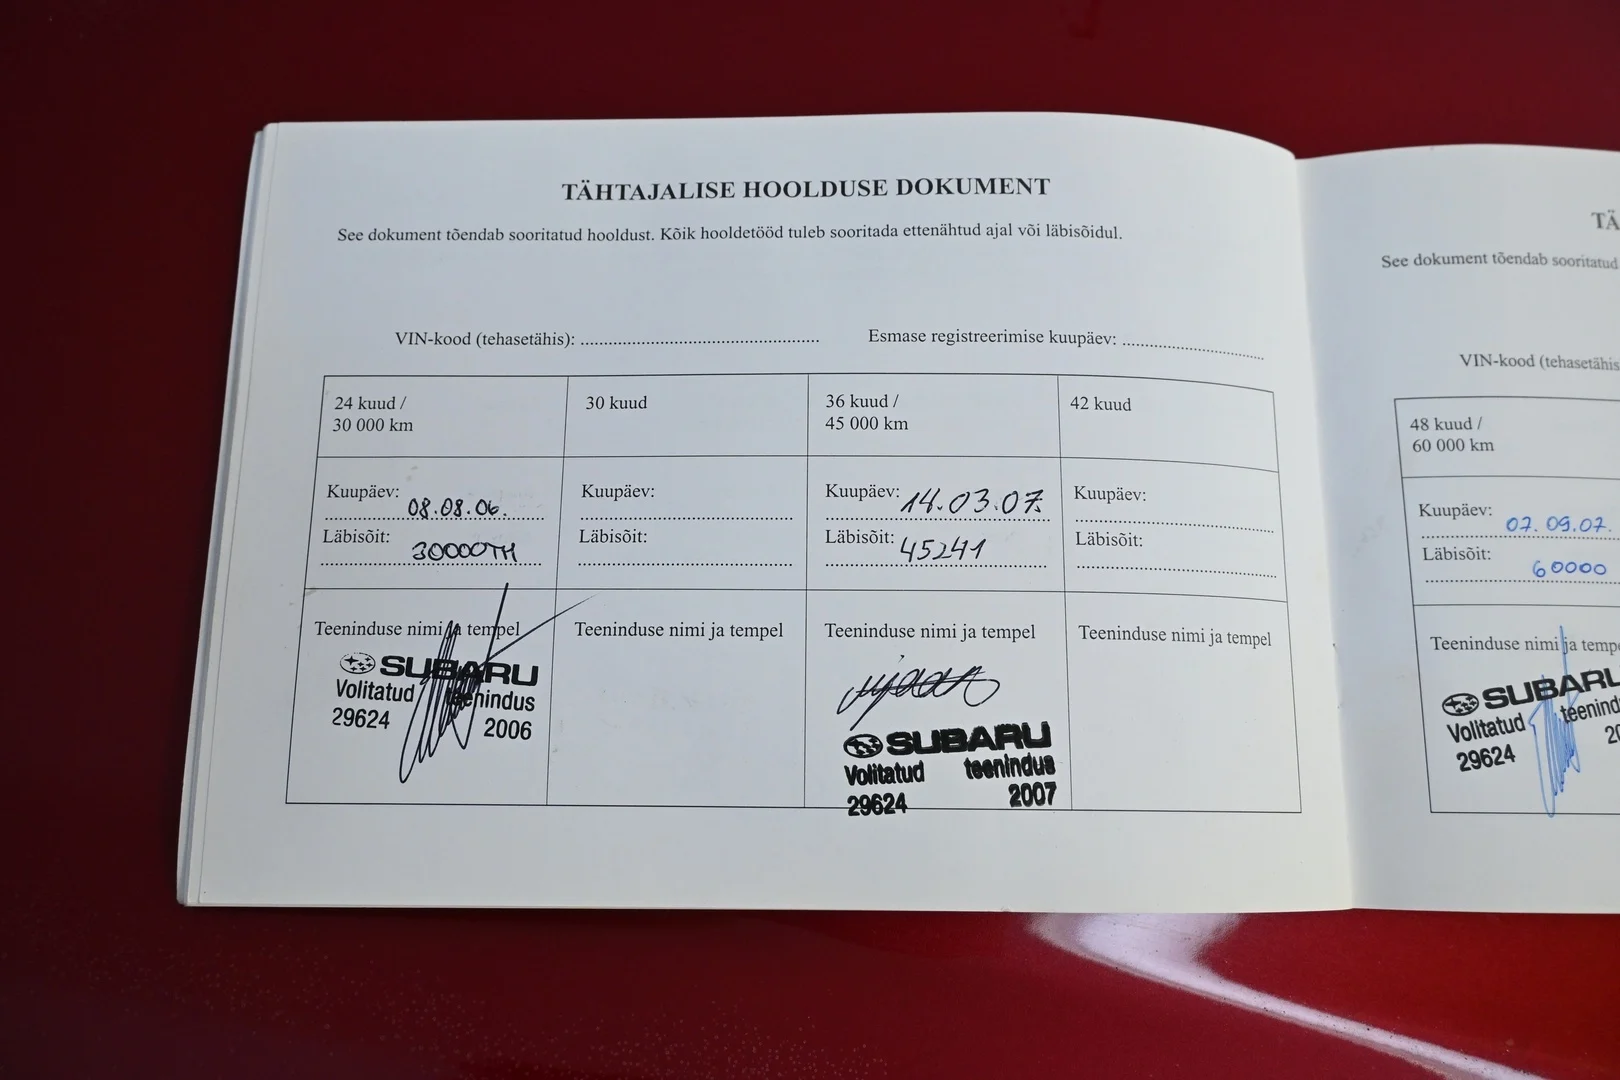 TÄHTAJALISE HOOLDUSE DOKUMENT
See dokument tõendab sooritatud hooldust. Kõik hooldetööd tuleb sooritada ettenähtud ajal või läbisõidul.
VIN-kood (tehasetähis): Esmase registreerimise kuupäev:
24 kuud /
30 000 km
30 kuud
36 kuud /
45 000 km
42 kuud
Kuupäev: 08.08.06.
Läbisõit: 30000
Kuupäev:
Läbisõit:
Kuupäev: 14.03.07.
Läbisõit: 45241
Kuupäev:
Läbisõit:
Teeninduse nimi ja tempel
SUBARU
Volitatud teenindus
29624 2006
Teeninduse nimi ja tempel
Teeninduse nimi ja tempel
SUBARU
Volitatud teenindus
29624 2007
Teeninduse nimi ja tempel
TÄ
See dokument tõendab sooritatud
VIN-kood (tehasetähis
48 kuud /
60 000 km
Kuupäev: 07.09.07.
Läbisõit: 60000
Teeninduse nimi ja temp
SUBARU
Volitatud teenind
29624 20